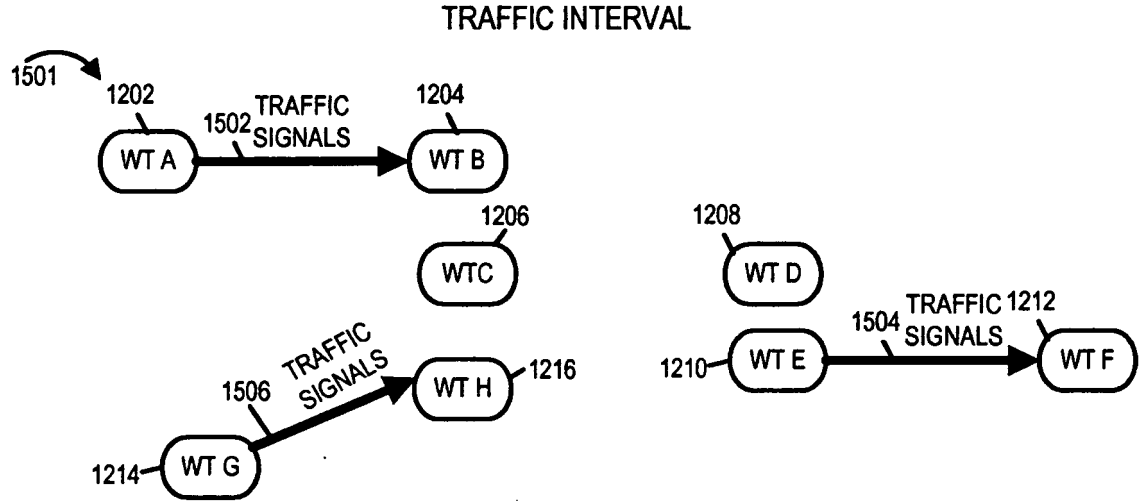 TRAFFIC INTERVAL
1501
1202
1502
TRAFFIC
SIGNALS
1204
WT A
WT B
1206
1208
WTC
WT D
1504
TRAFFIC
SIGNALS
1212
1210
WT E
WT F
1506
TRAFFIC
SIGNALS
WT H
1216
1214
WT G